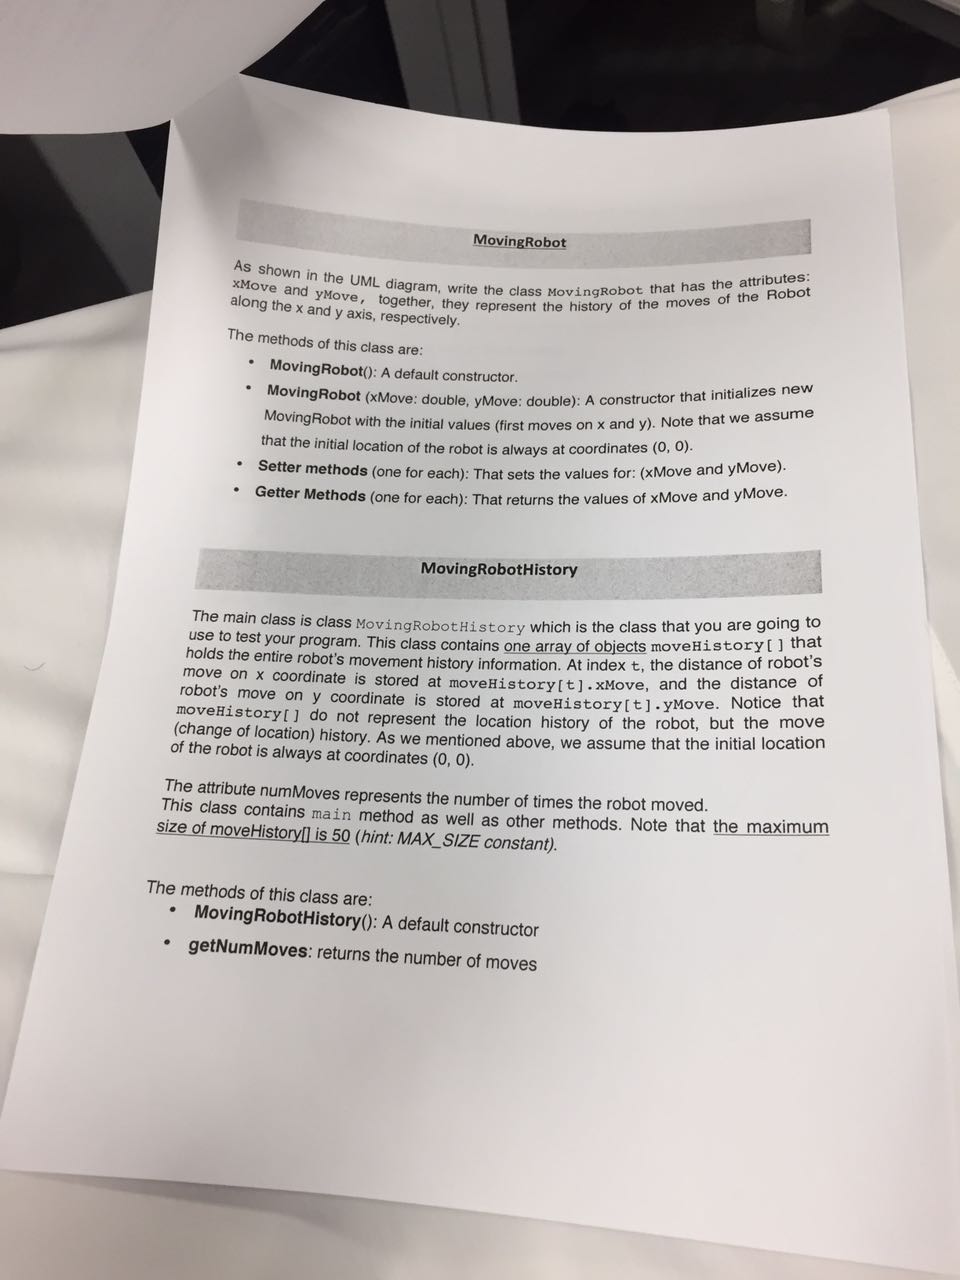 MovingRobot
As shown in the UML diagram, write the class MovingRobot that has the attributes:
xMove and yMove, together, they represent the history of the moves of the Robot
along the x and y axis, respectively.
The methods of this class are:
• MovingRobot(): A default constructor.
• MovingRobot (xMove: double, yMove: double): A constructor that initializes new
MovingRobot with the initial values (first moves on x and y). Note that we assume
that the initial location of the robot is always at coordinates (0, 0).
• Setter methods (one for each): That sets the values for: (xMove and yMove).
• Getter Methods (one for each): That returns the values of xMove and yMove.
MovingRobotHistory
The main class is class MovingRobotHistory which is the class that you are going to
use to test your program. This class contains one array of objects moveHistory[] that
holds the entire robot's movement history information. At index t, the distance of robot's
move on x coordinate is stored at moveHistory[t].xMove, and the distance of
robot's move on y coordinate is stored at moveHistory[t].yMove. Notice that
moveHistory[] do not represent the location history of the robot, but the move
(change of location) history. As we mentioned above, we assume that the initial location
of the robot is always at coordinates (0, 0).
The attribute numMoves represents the number of times the robot moved.
This class contains main method as well as other methods. Note that the maximum
size of moveHistory[] is 50 (hint: MAX_SIZE constant).
The methods of this class are:
• MovingRobotHistory(): A default constructor
• getNumMoves: returns the number of moves